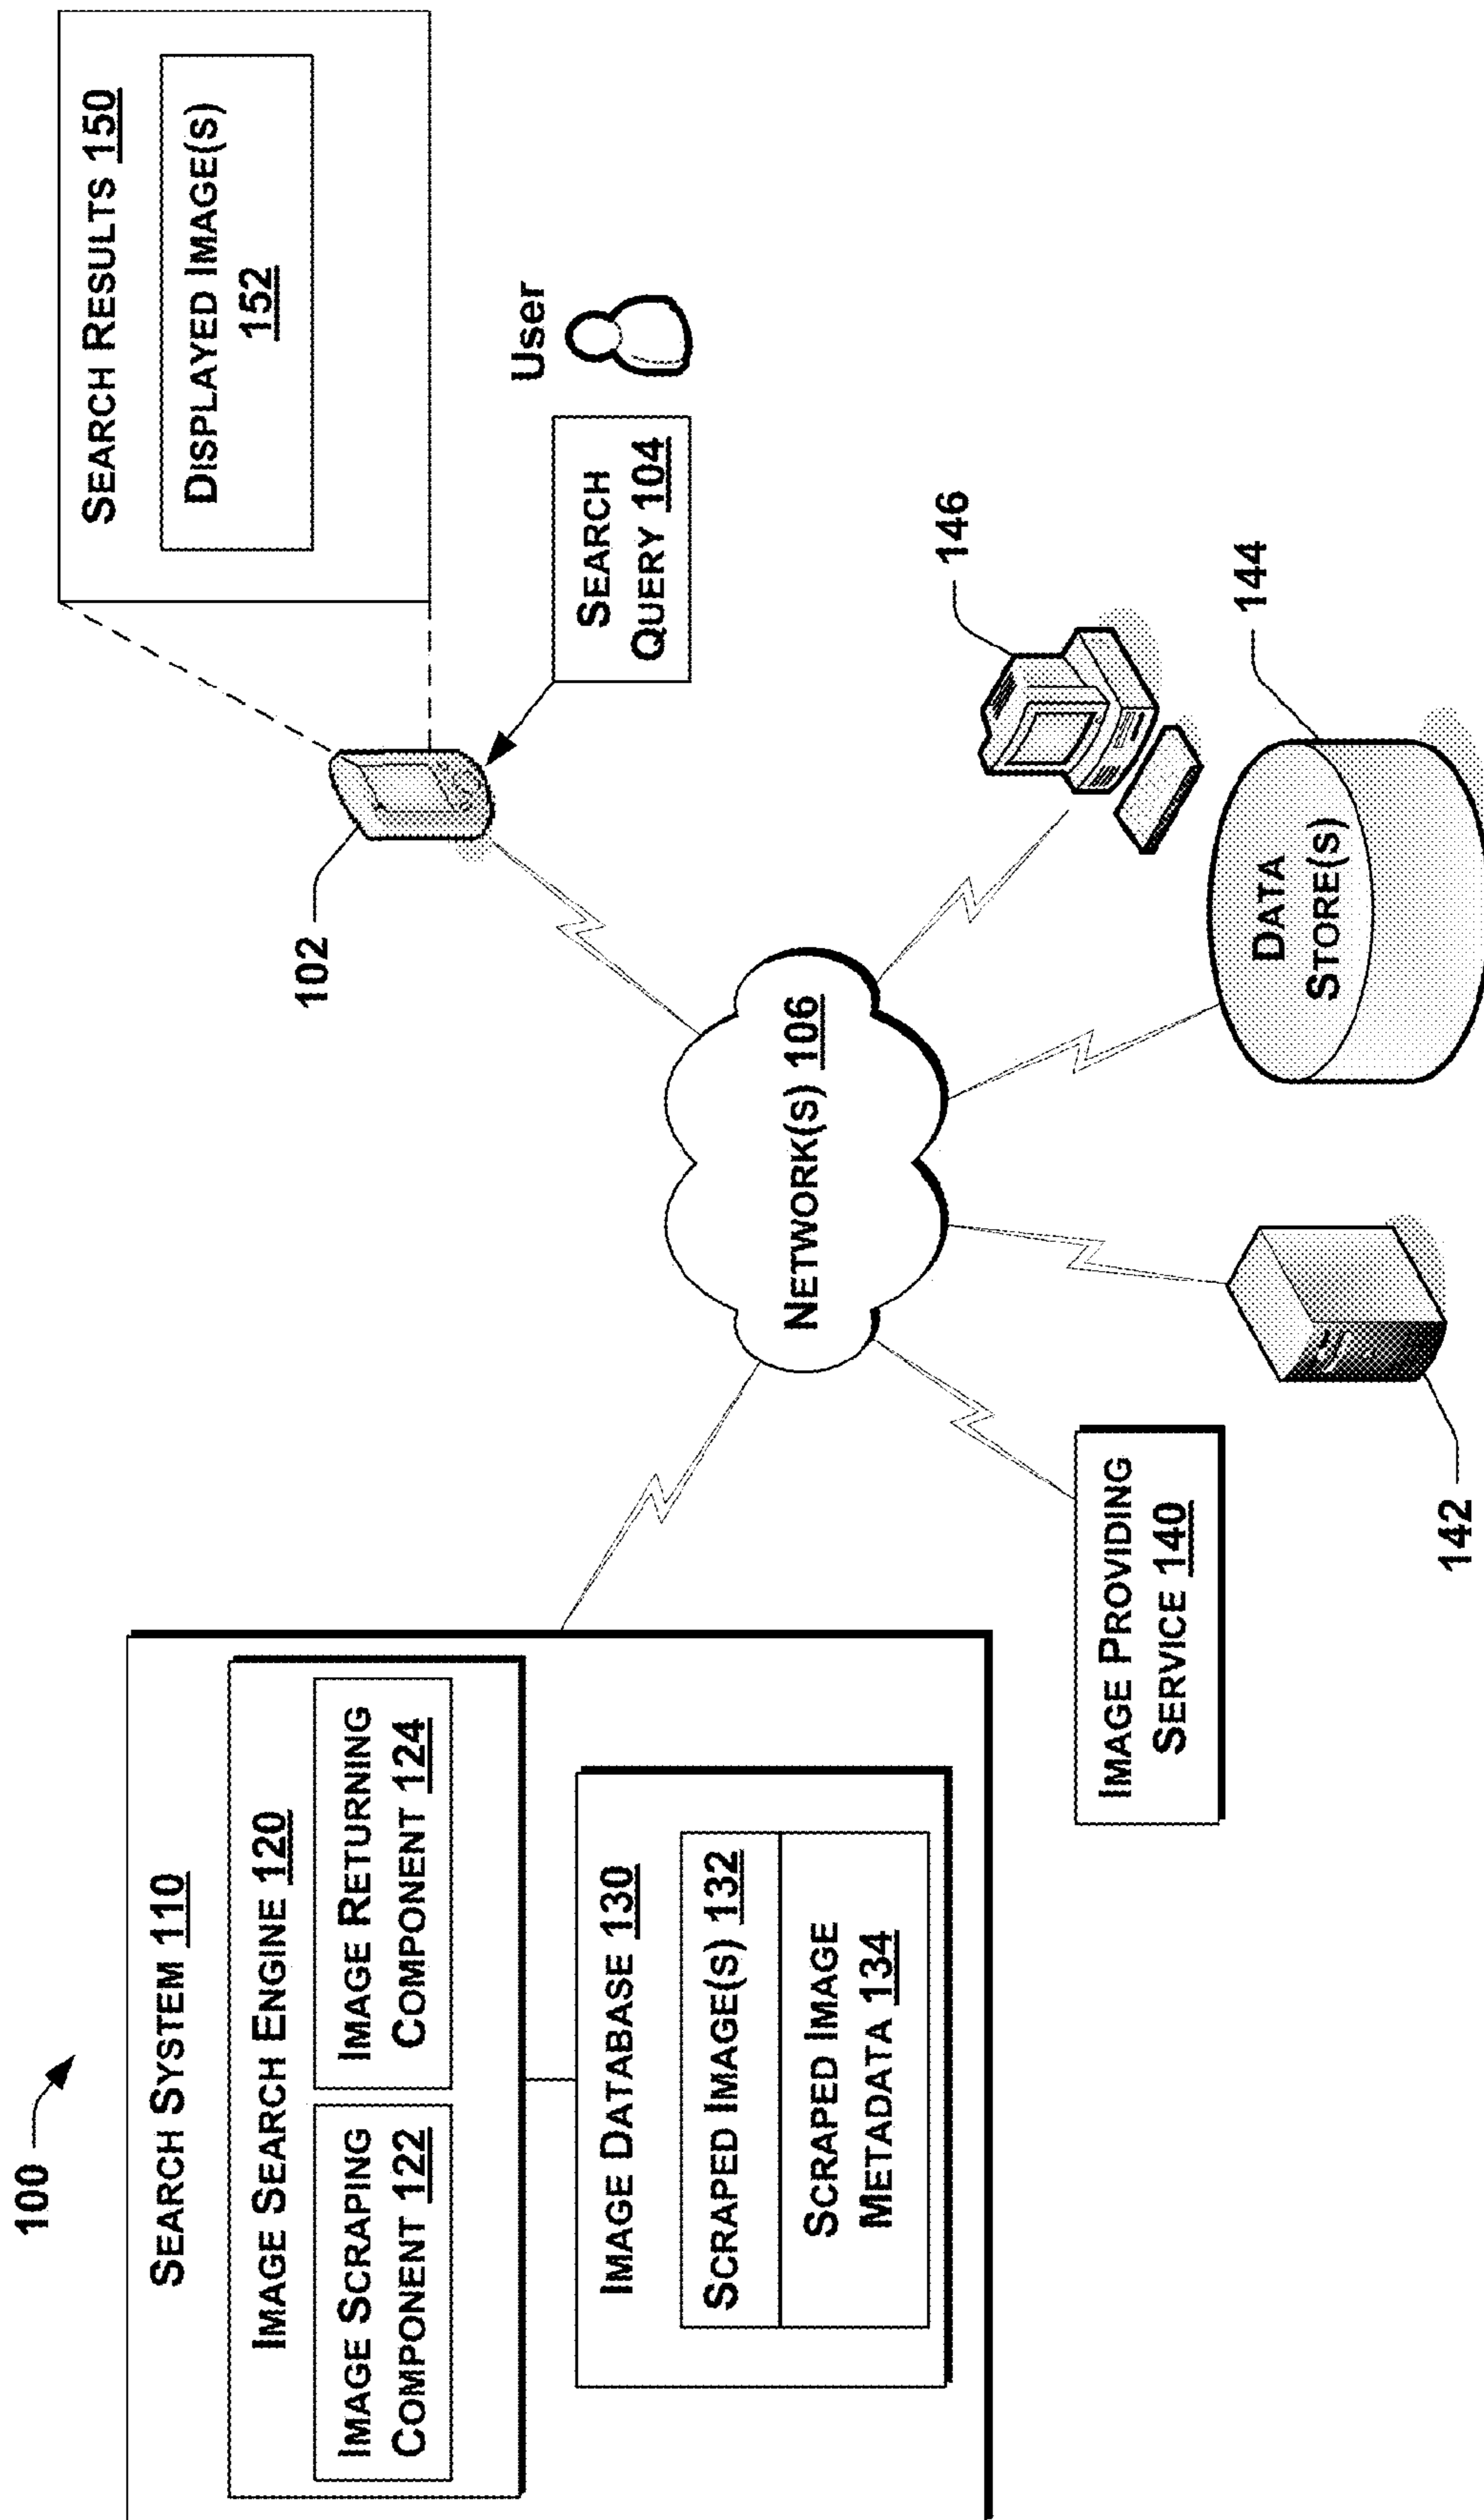 100
SEARCH SYSTEM 110
IMAGE SEARCH ENGINE 120
IMAGE SCRAPING
COMPONENT 122
IMAGE RETURNING
COMPONENT 124
IMAGE DATABASE 130
SCRAPED IMAGE(S) 132
SCRAPED IMAGE
METADATA 134
SEARCH RESULTS 150
DISPLAYED IMAGE(S)
152
102
User
SEARCH
QUERY 104
NETWORK(S) 106
146
IMAGE PROVIDING
SERVICE 140
142
DATA
STORE(S)
144